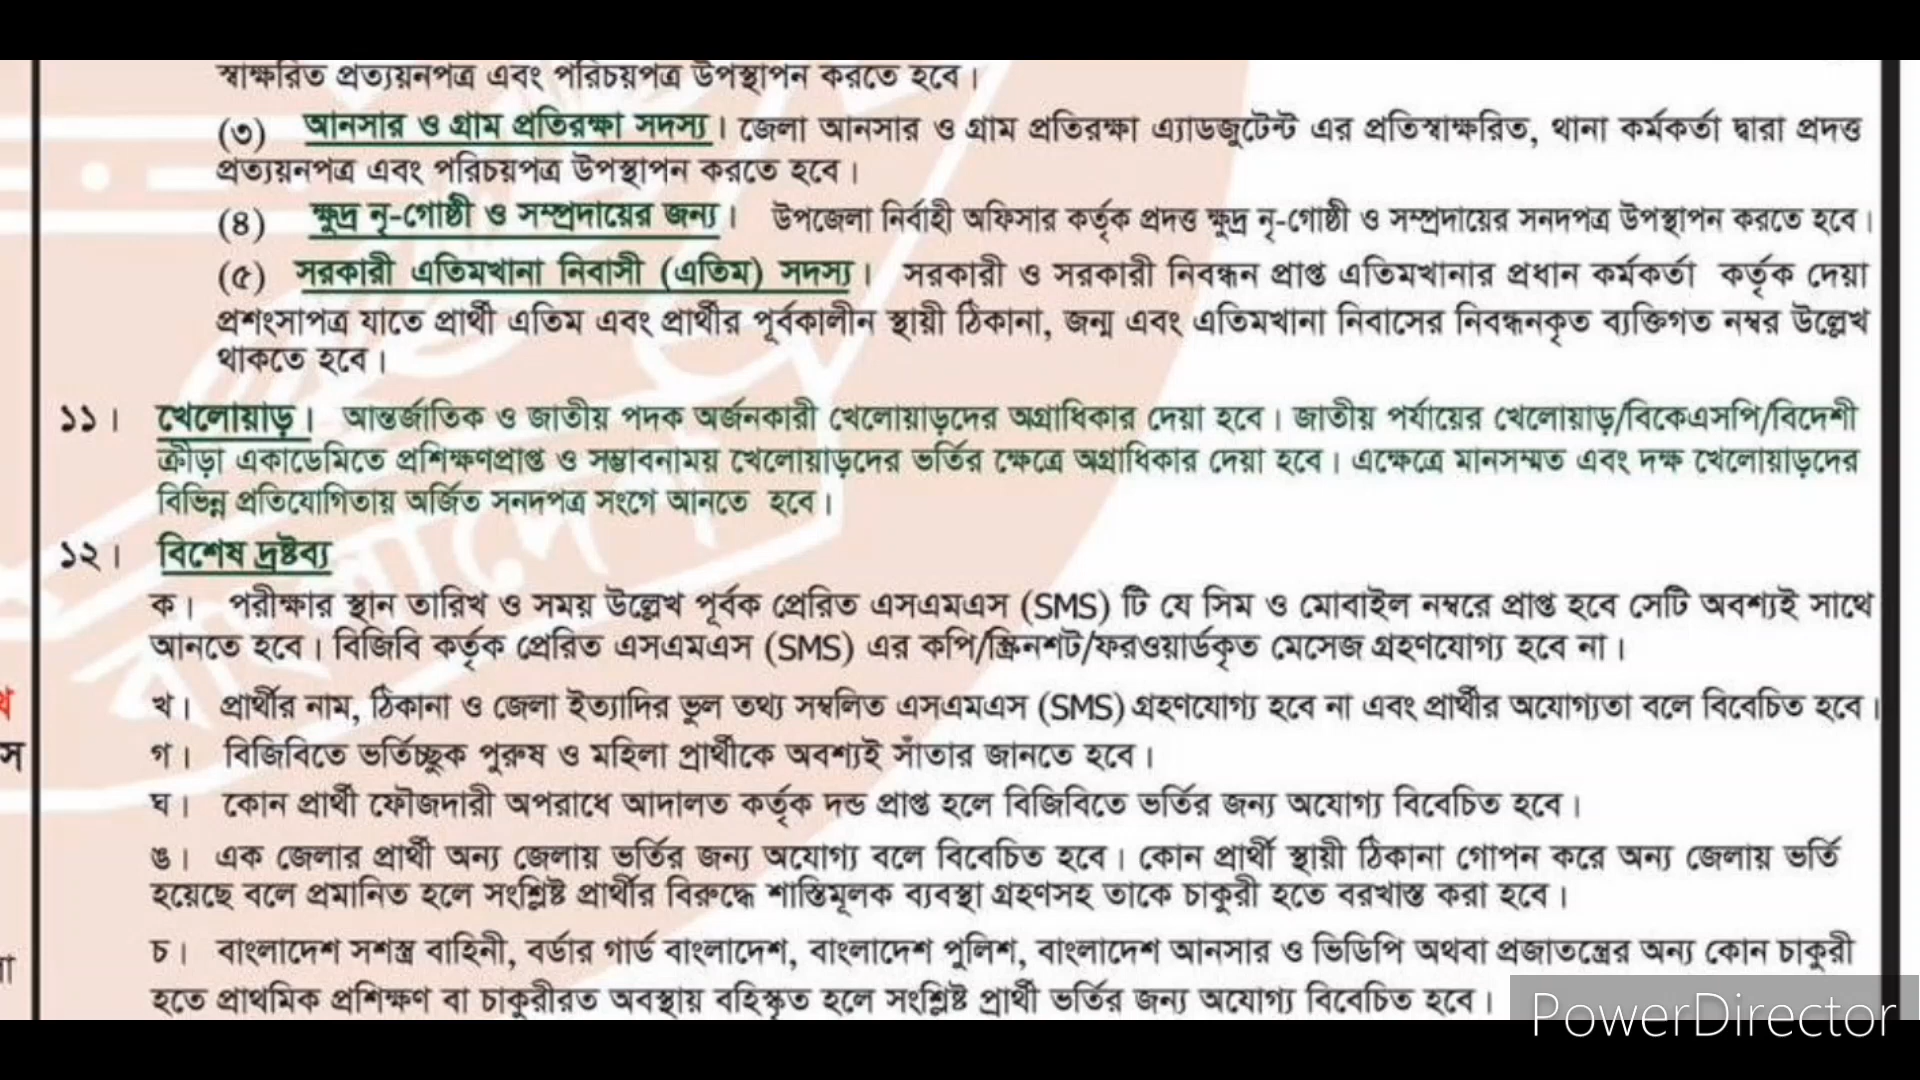 স্বাক্ষরিত প্রত্যয়নপত্র এবং পরিচয়পত্র উপস্থাপন করতে হবে।
(৩) আনসার ও গ্রাম প্রতিরক্ষা সদস্য। জেলা আনসার ও গ্রাম প্রতিরক্ষা এ্যাডজুটেন্ট এর প্রতিস্বাক্ষরিত, থানা কর্মকর্তা দ্বারা প্রদত্ত
প্রত্যয়নপত্র এবং পরিচয়পত্র উপস্থাপন করতে হবে।
(৪) ক্ষুদ্র নৃ-গোষ্ঠী ও সম্প্রদায়ের জন্য। উপজেলা নির্বাহী অফিসার কর্তৃক প্রদত্ত ক্ষুদ্র নৃ-গোষ্ঠী ও সম্প্রদায়ের সনদপত্র উপস্থাপন করতে হবে।
(৫) সরকারী এতিমখানা নিবাসী (এতিম) সদস্য। সরকারী ও সরকারী নিবন্ধন প্রাপ্ত এতিমখানার প্রধান কর্মকর্তা কর্তৃক দেয়া
প্রশংসাপত্র যাতে প্রার্থী এতিম এবং প্রার্থীর পূর্বকালীন স্থায়ী ঠিকানা, জন্ম এবং এতিমখানা নিবাসের নিবন্ধনকৃত ব্যক্তিগত নম্বর উল্লেখ
থাকতে হবে।
১১। খেলোয়াড়। আন্তর্জাতিক ও জাতীয় পদক অর্জনকারী খেলোয়াড়দের অগ্রাধিকার দেয়া হবে। জাতীয় পর্যায়ের খেলোয়াড়/বিকেএসপি/বিদেশী
ক্রীড়া একাডেমিতে প্রশিক্ষণপ্রাপ্ত ও সম্ভাবনাময় খেলোয়াড়দের ভর্তির ক্ষেত্রে অগ্রাধিকার দেয়া হবে। এক্ষেত্রে মানসম্মত এবং দক্ষ খেলোয়াড়দের
বিভিন্ন প্রতিযোগিতায় অর্জিত সনদপত্র সংগে আনতে হবে।
১২। বিশেষ দ্রষ্টব্য
ক। পরীক্ষার স্থান তারিখ ও সময় উল্লেখ পূর্বক প্রেরিত এসএমএস (SMS) টি যে সিম ও মোবাইল নম্বরে প্রাপ্ত হবে সেটি অবশ্যই সাথে
আনতে হবে। বিজিবি কর্তৃক প্রেরিত এসএমএস (SMS) এর কপি/স্ক্রিনশট/ফরওয়ার্ডকৃত মেসেজ গ্রহণযোগ্য হবে না।
খ। প্রার্থীর নাম, ঠিকানা ও জেলা ইত্যাদির ভুল তথ্য সম্বলিত এসএমএস (SMS) গ্রহণযোগ্য হবে না এবং প্রার্থীর অযোগ্যতা বলে বিবেচিত হবে।
গ। বিজিবিতে ভর্তিচ্ছুক পুরুষ ও মহিলা প্রার্থীকে অবশ্যই সাঁতার জানতে হবে।
স
ঘ। কোন প্রার্থী ফৌজদারী অপরাধে আদালত কর্তৃক দন্ড প্রাপ্ত হলে বিজিবিতে ভর্তির জন্য অযোগ্য বিবেচিত হবে।
ঙ। এক জেলার প্রার্থী অন্য জেলায় ভর্তির জন্য অযোগ্য বলে বিবেচিত হবে। কোন প্রার্থী স্থায়ী ঠিকানা গোপন করে অন্য জেলায় ভর্তি
হয়েছে বলে প্রমানিত হলে সংশ্লিষ্ট প্রার্থীর বিরুদ্ধে শাস্তিমূলক ব্যবস্থা গ্রহণসহ তাকে চাকুরী হতে বরখাস্ত করা হবে।
চ। বাংলাদেশ সশস্ত্র বাহিনী, বর্ডার গার্ড বাংলাদেশ, বাংলাদেশ পুলিশ, বাংলাদেশ আনসার ও ভিডিপি অথবা প্রজাতন্ত্রের অন্য কোন চাকুরী
হতে প্রাথমিক প্রশিক্ষণ বা চাকুরীরত অবস্থায় বহিস্কৃত হলে সংশ্লিষ্ট প্রার্থী ভর্তির জন্য অযোগ্য বিবেচিত হবে।
PowerDirector